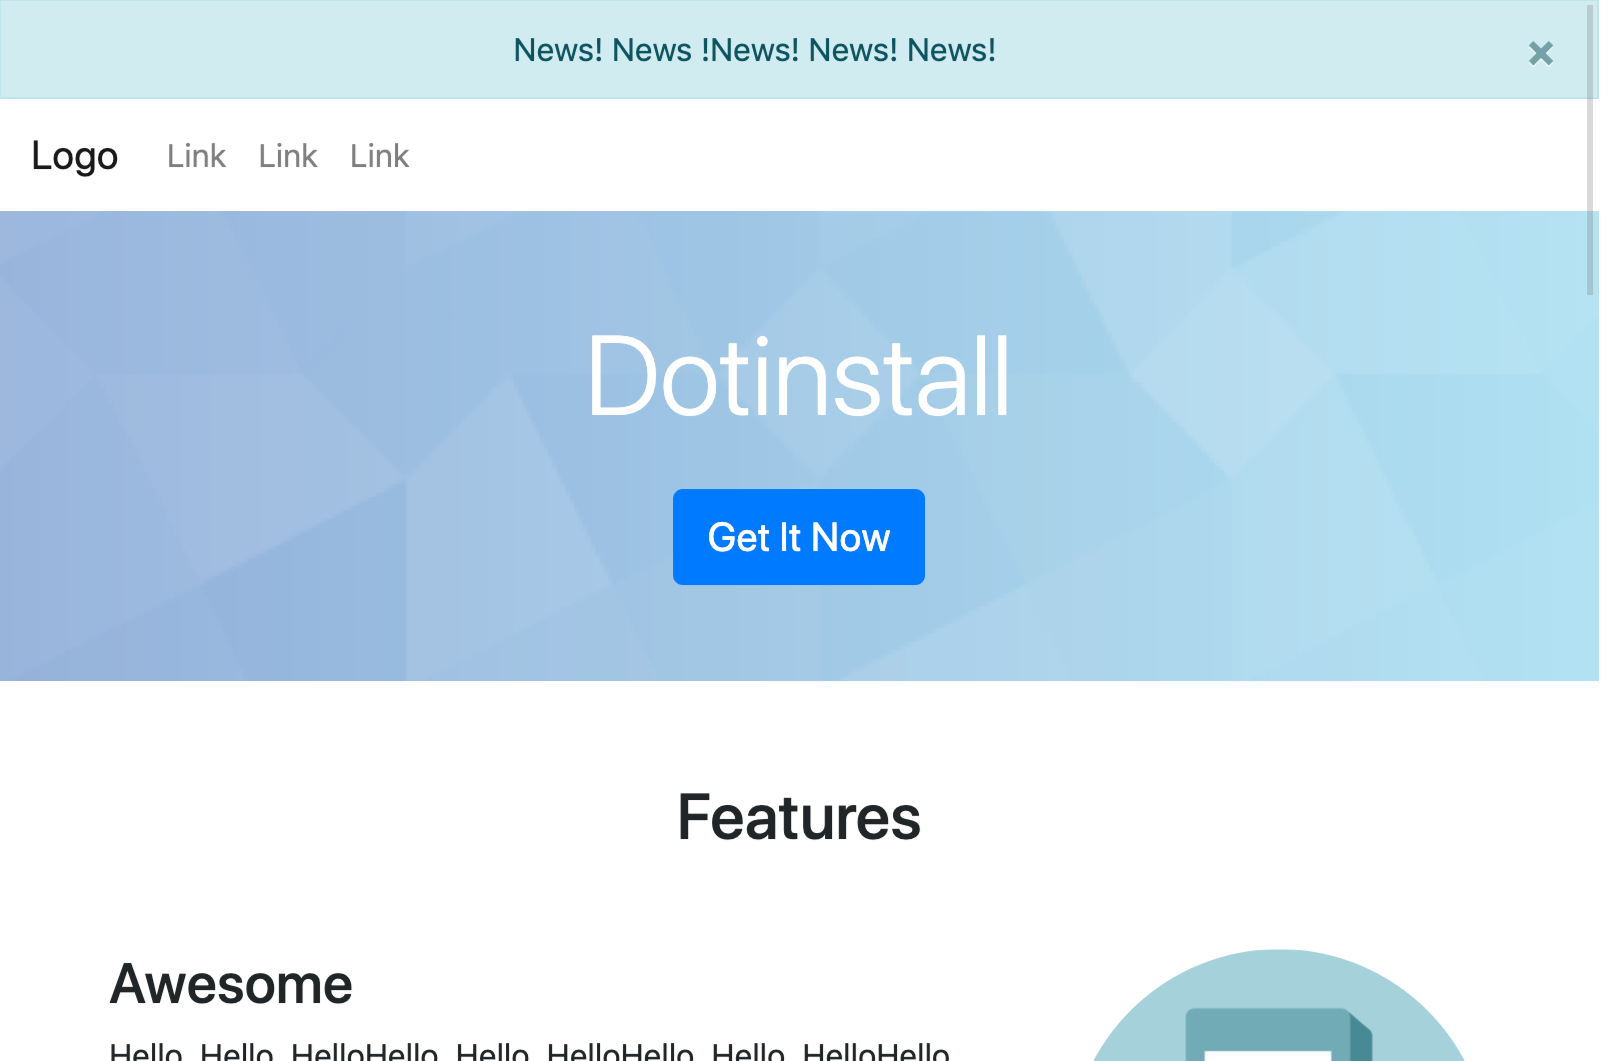 News! News !News! News! News!
×
Logo Link Link Link
Dotinstall
Get It Now
Features
Awesome
Hello, Hello, HelloHello, Hello, HelloHello, Hello, HelloHello,